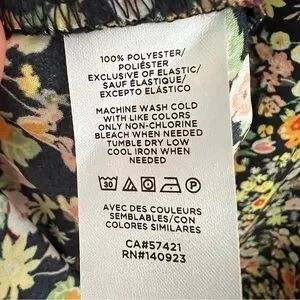 100% POLYESTER/
POLIÉSTER
EXCLUSIVE OF ELASTIC/
SAUF ÉLASTIQUE/
EXCEPTO ELÁSTICO
MACHINE WASH COLD
WITH LIKE COLORS
ONLY NON-CHLORINE
BLEACH WHEN NEEDED
TUMBLE DRY LOW
COOL IRON WHEN
NEEDED
30 P
AVEC DES COULEURS
SEMBLABLES/CON
COLORES SIMILARES
CA#57421
RN#140923